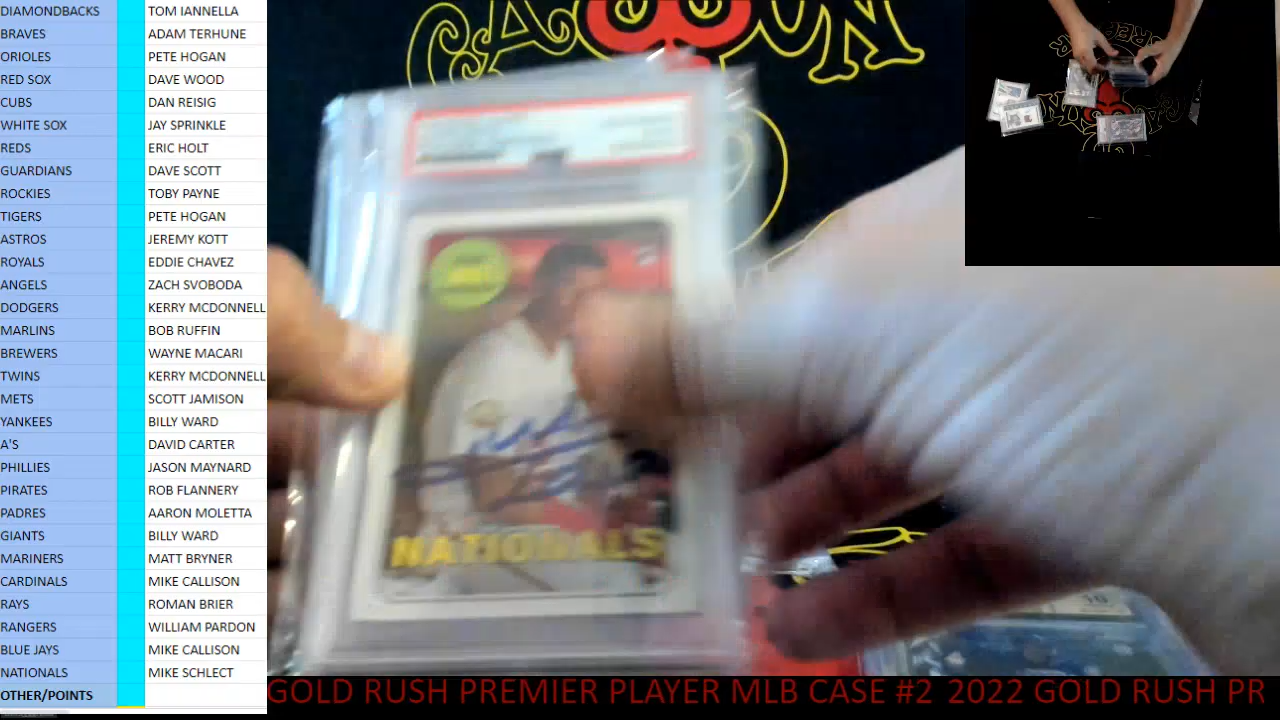 DIAMONDBACKS TOM IANNELLA
BRAVES ADAM TERHUNE
ORIOLES PETE HOGAN
RED SOX DAVE WOOD
CUBS DAN REISIG
WHITE SOX JAY SPRINKLE
REDS ERIC HOLT
GUARDIANS DAVE SCOTT
ROCKIES TOBY PAYNE
TIGERS PETE HOGAN
ASTROS JEREMY KOTT
ROYALS EDDIE CHAVEZ
ANGELS ZACH SVOBODA
DODGERS KERRY MCDONNELL
MARLINS BOB RUFFIN
BREWERS WAYNE MACARI
TWINS KERRY MCDONNELL
METS SCOTT JAMISON
YANKEES BILLY WARD
A'S DAVID CARTER
PHILLIES JASON MAYNARD
PIRATES ROB FLANNERY
PADRES AARON MOLETTA
GIANTS BILLY WARD
MARINERS MATT BRYNER
CARDINALS MIKE CALLISON
RAYS ROMAN BRIER
RANGERS WILLIAM PARDON
BLUE JAYS MIKE CALLISON
NATIONALS MIKE SCHLECT
OTHER/POINTS
NATIONALS
GOLD RUSH PREMIER PLAYER MLB CASE #2 2022 GOLD RUSH PR